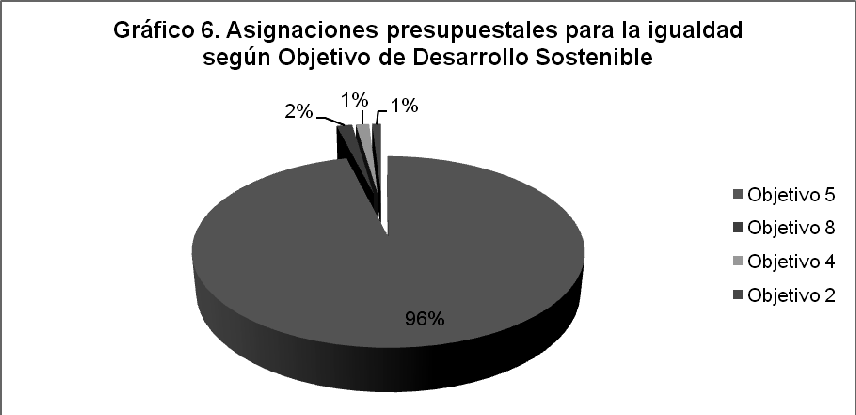 Gráfico 6. Asignaciones presupuestales para la igualdad
según Objetivo de Desarrollo Sostenible
2%
1%
1%
96%
Objetivo 5
Objetivo 8
Objetivo 4
Objetivo 2